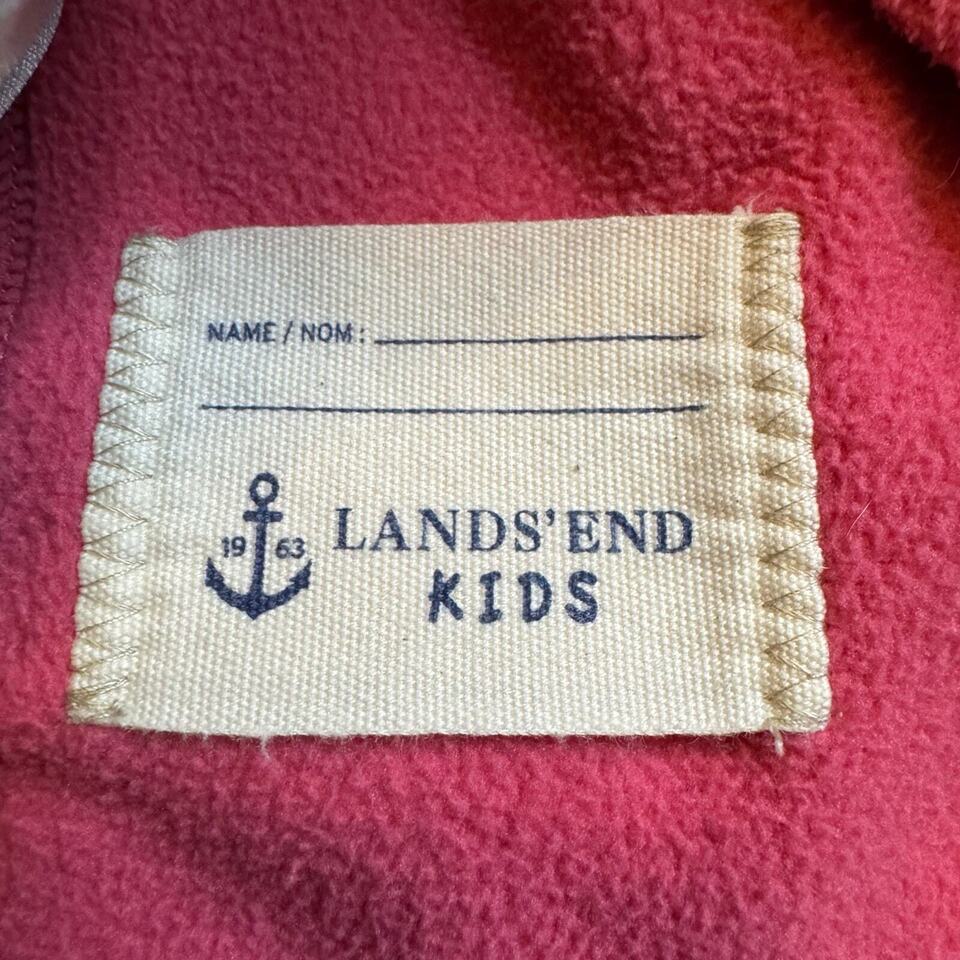 NAME / NOM :
19 63
LANDS' END
KIDS